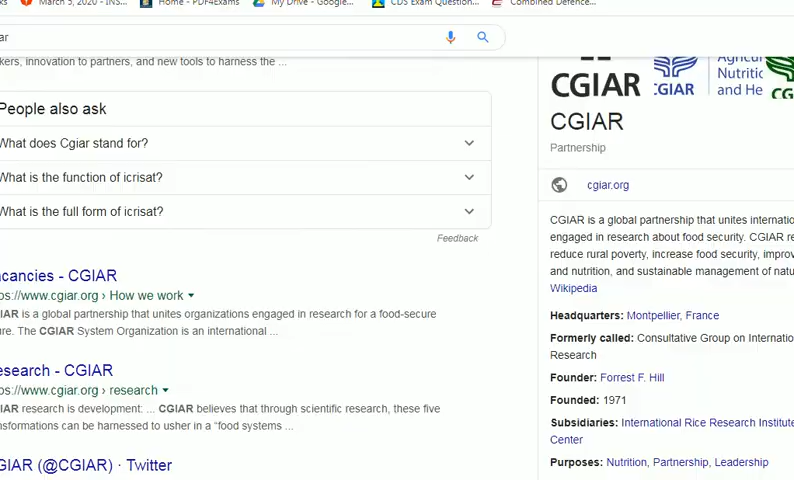 March 5, 2020 - INS...
Home - PDF4Exams
My Drive - Google...
CDS Exam Question...
Combined Defence...
ar
kers, innovation to partners, and new tools to harness the ...
People also ask
What does Cgiar stand for?
What is the function of icrisat?
What is the full form of icrisat?
Feedback
acancies - CGIAR
ps://www.cgiar.org › How we work
IAR is a global partnership that unites organizations engaged in research for a food-secure
ure. The CGIAR System Organization is an international ...
esearch - CGIAR
ps://www.cgiar.org › research
IAR research is development: ... CGIAR believes that through scientific research, these five
nsformations can be harnessed to usher in a "food systems ...
GIAR (@CGIAR) · Twitter
CGIAR
CGIAR
Nutritic
and He
CG
CGIAR
Partnership
cgiar.org
CGIAR is a global partnership that unites internatio
engaged in research about food security. CGIAR re
reduce rural poverty, increase food security, improv
and nutrition, and sustainable management of natu
Wikipedia
Headquarters: Montpellier, France
Formerly called: Consultative Group on Internatio
Research
Founder: Forrest F. Hill
Founded: 1971
Subsidiaries: International Rice Research Institute
Center
Purposes: Nutrition, Partnership, Leadership